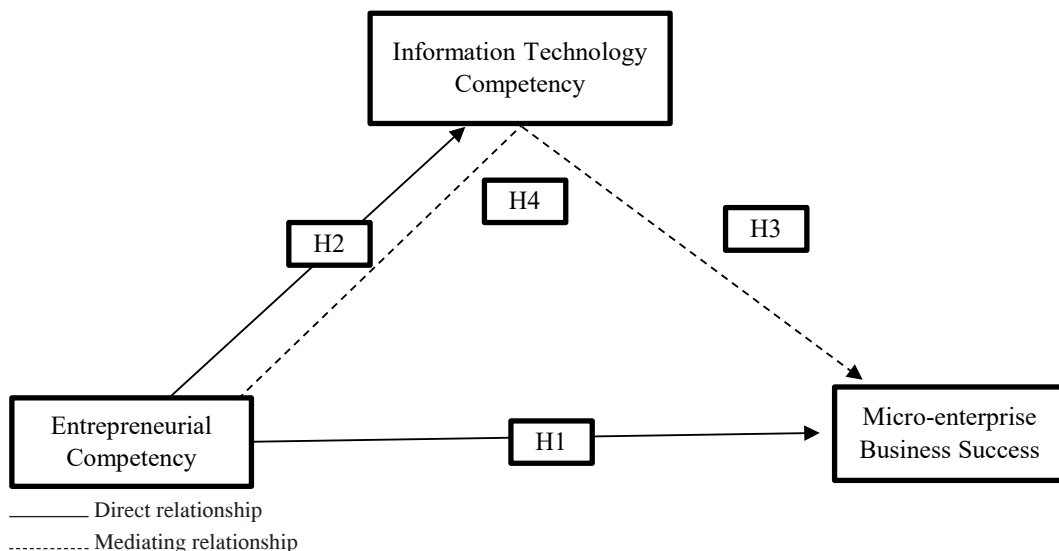 Information Technology
Competency
H4
H3
H2
Entrepreneurial
Competency
H1
Micro-enterprise
Business Success
Direct relationship
Mediating relationship